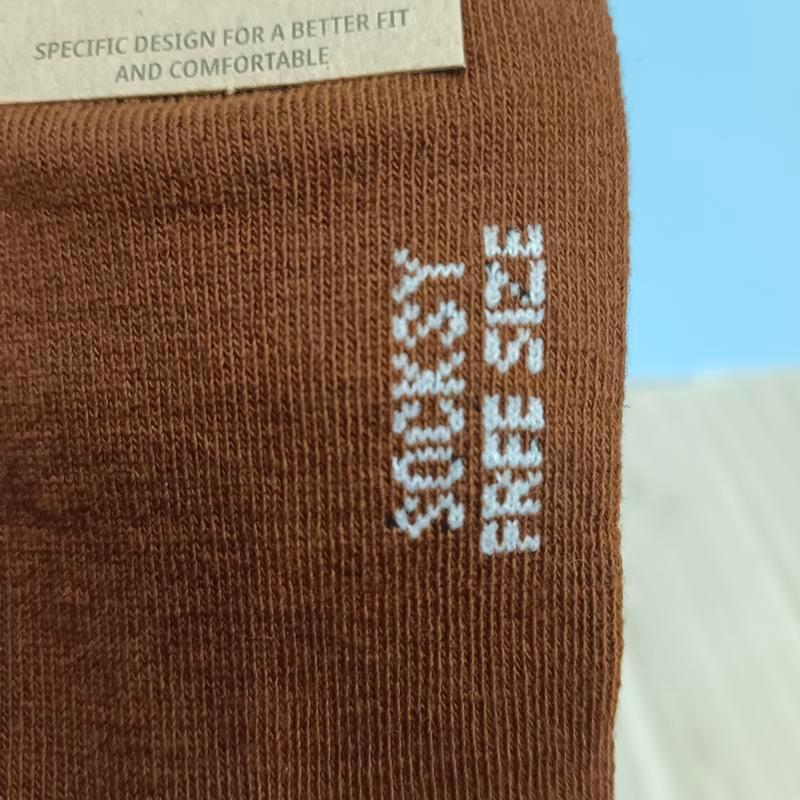 SPECIFIC DESIGN FOR A BETTER FIT
AND COMFORTABLE
SOCKSY
FREE SIZE